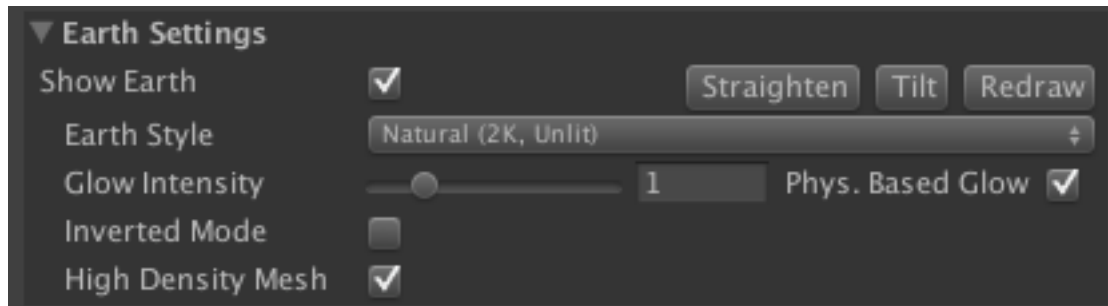 Earth Settings
Show Earth Straighten Tilt Redraw
Earth Style Natural (2K, Unlit)
Glow Intensity 1 Phys. Based Glow
Inverted Mode
High Density Mesh